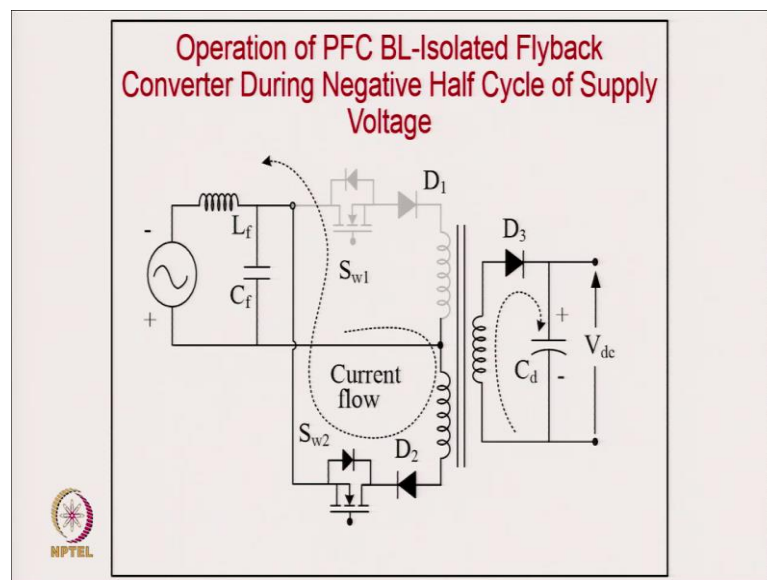 Operation of PFC BL-Isolated Flyback
Converter During Negative Half Cycle of Supply
Voltage
D1
D3
-
Lf
Sw1
Cf
+
+
Vdc
Cd
-
Current
flow
Sw2
D2
NPTEL